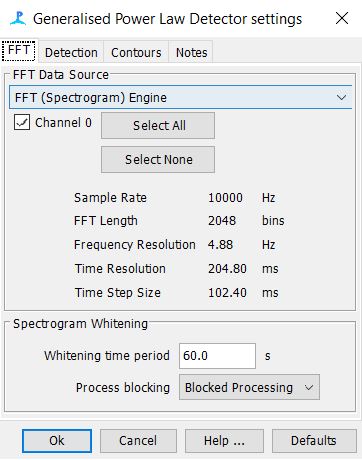 Generalised Power Law Detector settings
FFT Detection Contours Notes
FFT Data Source
FFT (Spectrogram) Engine
Channel 0 Select All
Select None
Sample Rate 10000 Hz
FFT Length 2048 bins
Frequency Resolution 4.88 Hz
Time Resolution 204.80 ms
Time Step Size 102.40 ms
Spectrogram Whitening
Whitening time period 60.0 s
Process blocking Blocked Processing
Ok Cancel Help ... Defaults